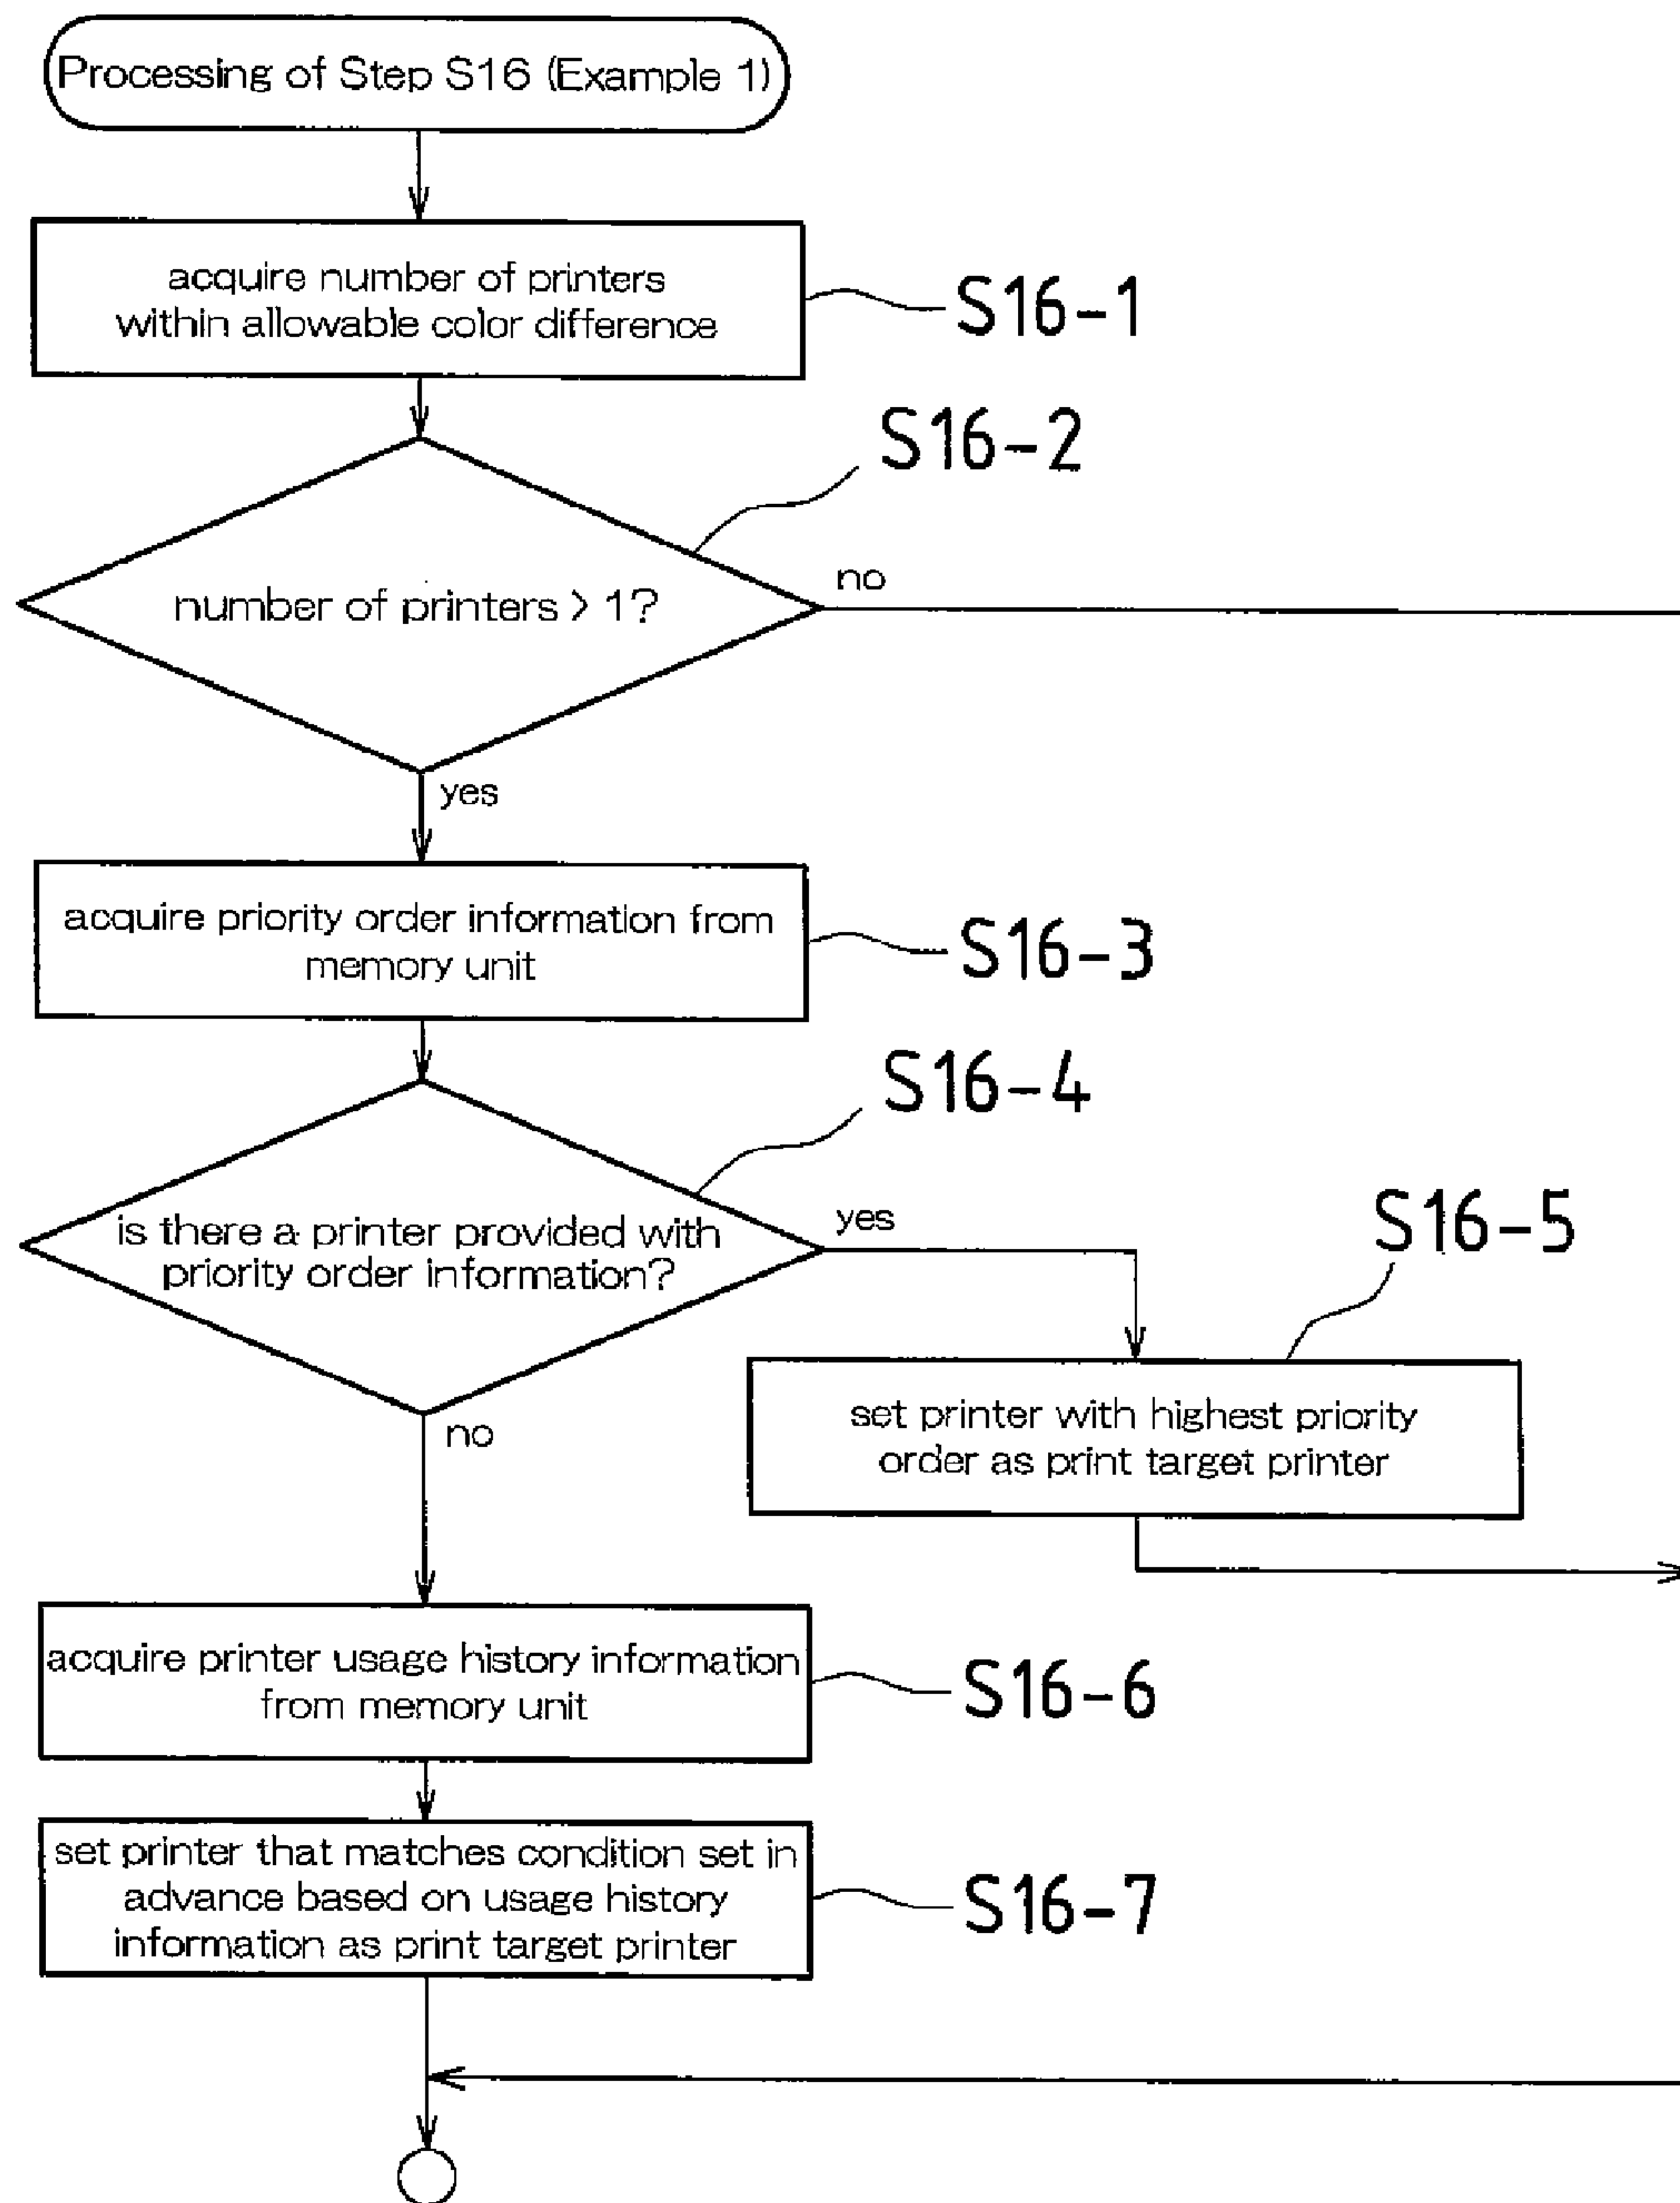 Processing of Step S16 (Example 1)
acquire number of printers
within allowable color difference
S16-1
S16-2
number of printers > 1?
no
yes
acquire priority order information from
memory unit
S16-3
S16-4
is there a printer provided with
priority order information?
yes
S16-5
set printer with highest priority
order as print target printer
no
acquire printer usage history information
from memory unit
S16-6
set printer that matches condition set in
advance based on usage history
information as print target printer
S16-7